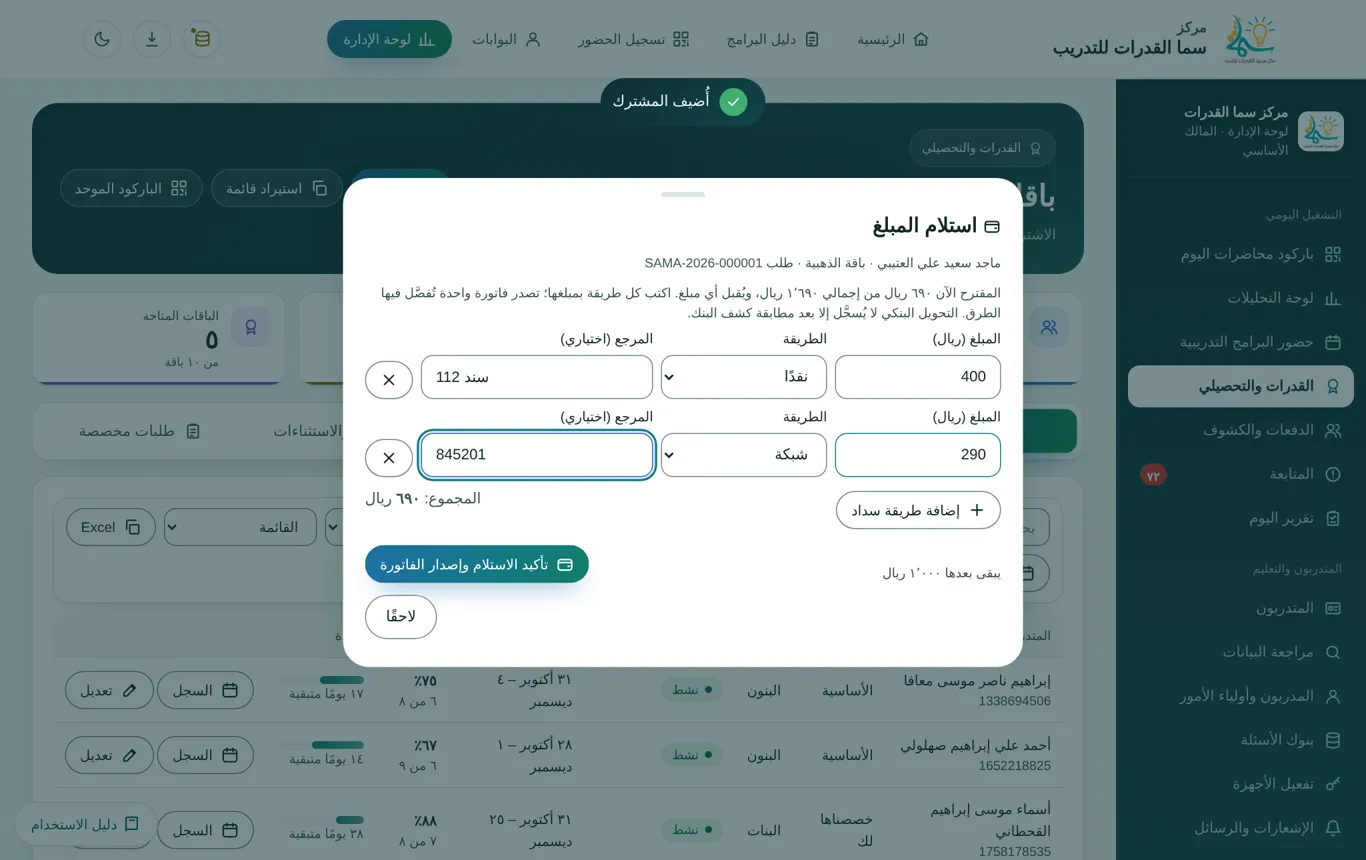 مركز
سما القدرات للتدريب
الرئيسية
دليل البرامج
تسجيل الحضور
البوابات
لوحة الإدارة
أُضيف المشترك
مركز سما القدرات
لوحة الإدارة · المالك
الأساسي
التشغيل اليومي
باركود محاضرات اليوم
لوحة التحليلات
حضور البرامج التدريبية
القدرات والتحصيلي
الدفعات والكشوف
المتابعة
٧٢
تقرير اليوم
المتدربون والتعليم
المتدربون
مراجعة البيانات
المدربون وأولياء الأمور
بنوك الأسئلة
تفعيل الأجهزة
الإشعارات والرسائل
القدرات والتحصيلي
استيراد قائمة
الباركود الموحد
الباقات المتاحة
٥
من ١٠ باقة
والاستثناءات
طلبات مخصصة
القائمة
Excel
استلام المبلغ
ماجد سعيد علي العتيبي · باقة الذهبية · طلب SAMA-2026-000001
المقترح الآن ٦٩٠ ريال من إجمالي ١٬٦٩٠ ريال، ويُقبل أي مبلغ. اكتب كل طريقة بمبلغها؛ تصدر فاتورة واحدة تُفصَّل فيها
الطرق. التحويل البنكي لا يُسجَّل إلا بعد مطابقة كشف البنك.
المبلغ (ريال)
الطريقة
المرجع (اختياري)
400
نقدًا
سند 112
المبلغ (ريال)
الطريقة
المرجع (اختياري)
290
شبكة
845201
إضافة طريقة سداد
المجموع: ٦٩٠ ريال
يبقى بعدها ١٬٠٠٠ ريال
تأكيد الاستلام وإصدار الفاتورة
لاحقًا
إبراهيم ناصر موسى معافا
1338694506
الأساسية
البنون
نشط
٣١ أكتوبر – ٤
ديسمبر
٧٥٪
٦ من ٨
١٧ يومًا متبقية
السجل
تعديل
أحمد علي إبراهيم صهلولي
1652218825
الأساسية
البنون
نشط
٢٨ أكتوبر – ١
ديسمبر
٦٧٪
٦ من ٩
١٤ يومًا متبقية
السجل
تعديل
أسماء موسى إبراهيم
القحطاني
1758178535
خصصناها
لك
البنات
نشط
٣١ أكتوبر – ٢٥
ديسمبر
٨٨٪
٧ من ٨
٣٨ يومًا متبقية
السجل
دليل الاستخدام